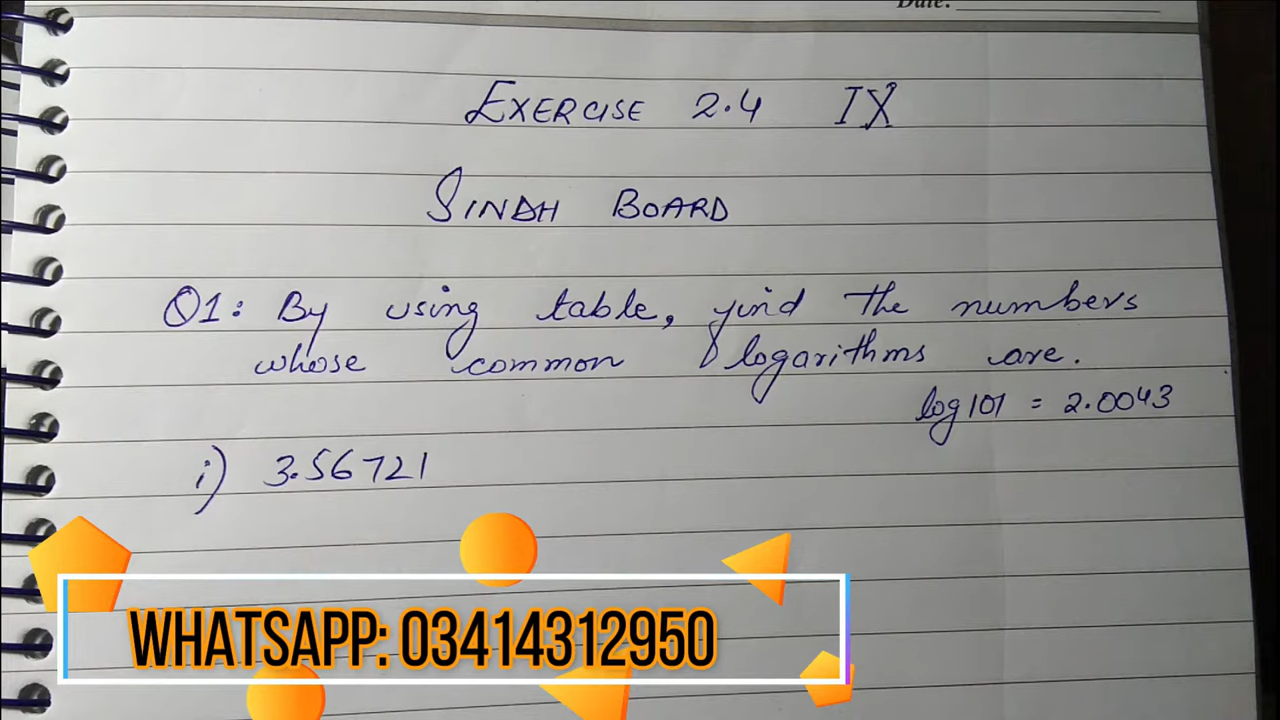 Date:
EXERCISE 2.4 IX
SINDH BOARD
Q1: By using table, find the numbers
whose common logarithms are.
log 101 = 2.0043
i) 3.56721
WHATSAPP: 03414312950